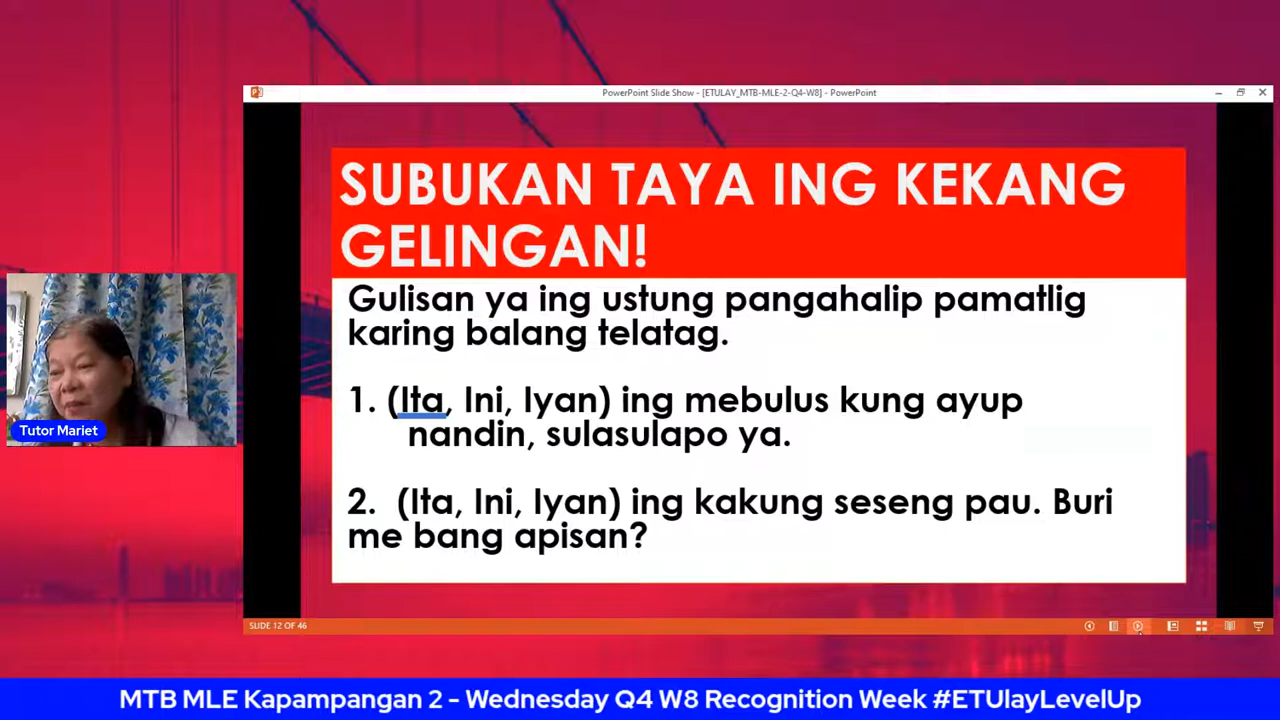 PowerPoint Slide Show - [ETULAY_MTB-MLE-2-Q4-W8] - PowerPoint
SUBUKAN TAYA ING KEKANG
GELINGAN!
Gulisan ya ing ustung pangahalip pamatlig
karing balang telatag.
1. (Ita, Ini, Iyan) ing mebulus kung ayup
nandin, sulasulapo ya.
2. (Ita, Ini, Iyan) ing kakung seseng pau. Buri
me bang apisan?
Tutor Mariet
SLIDE 12 OF 46
MTB MLE Kapampangan 2 - Wednesday Q4 W8 Recognition Week #ETUlayLevelUp